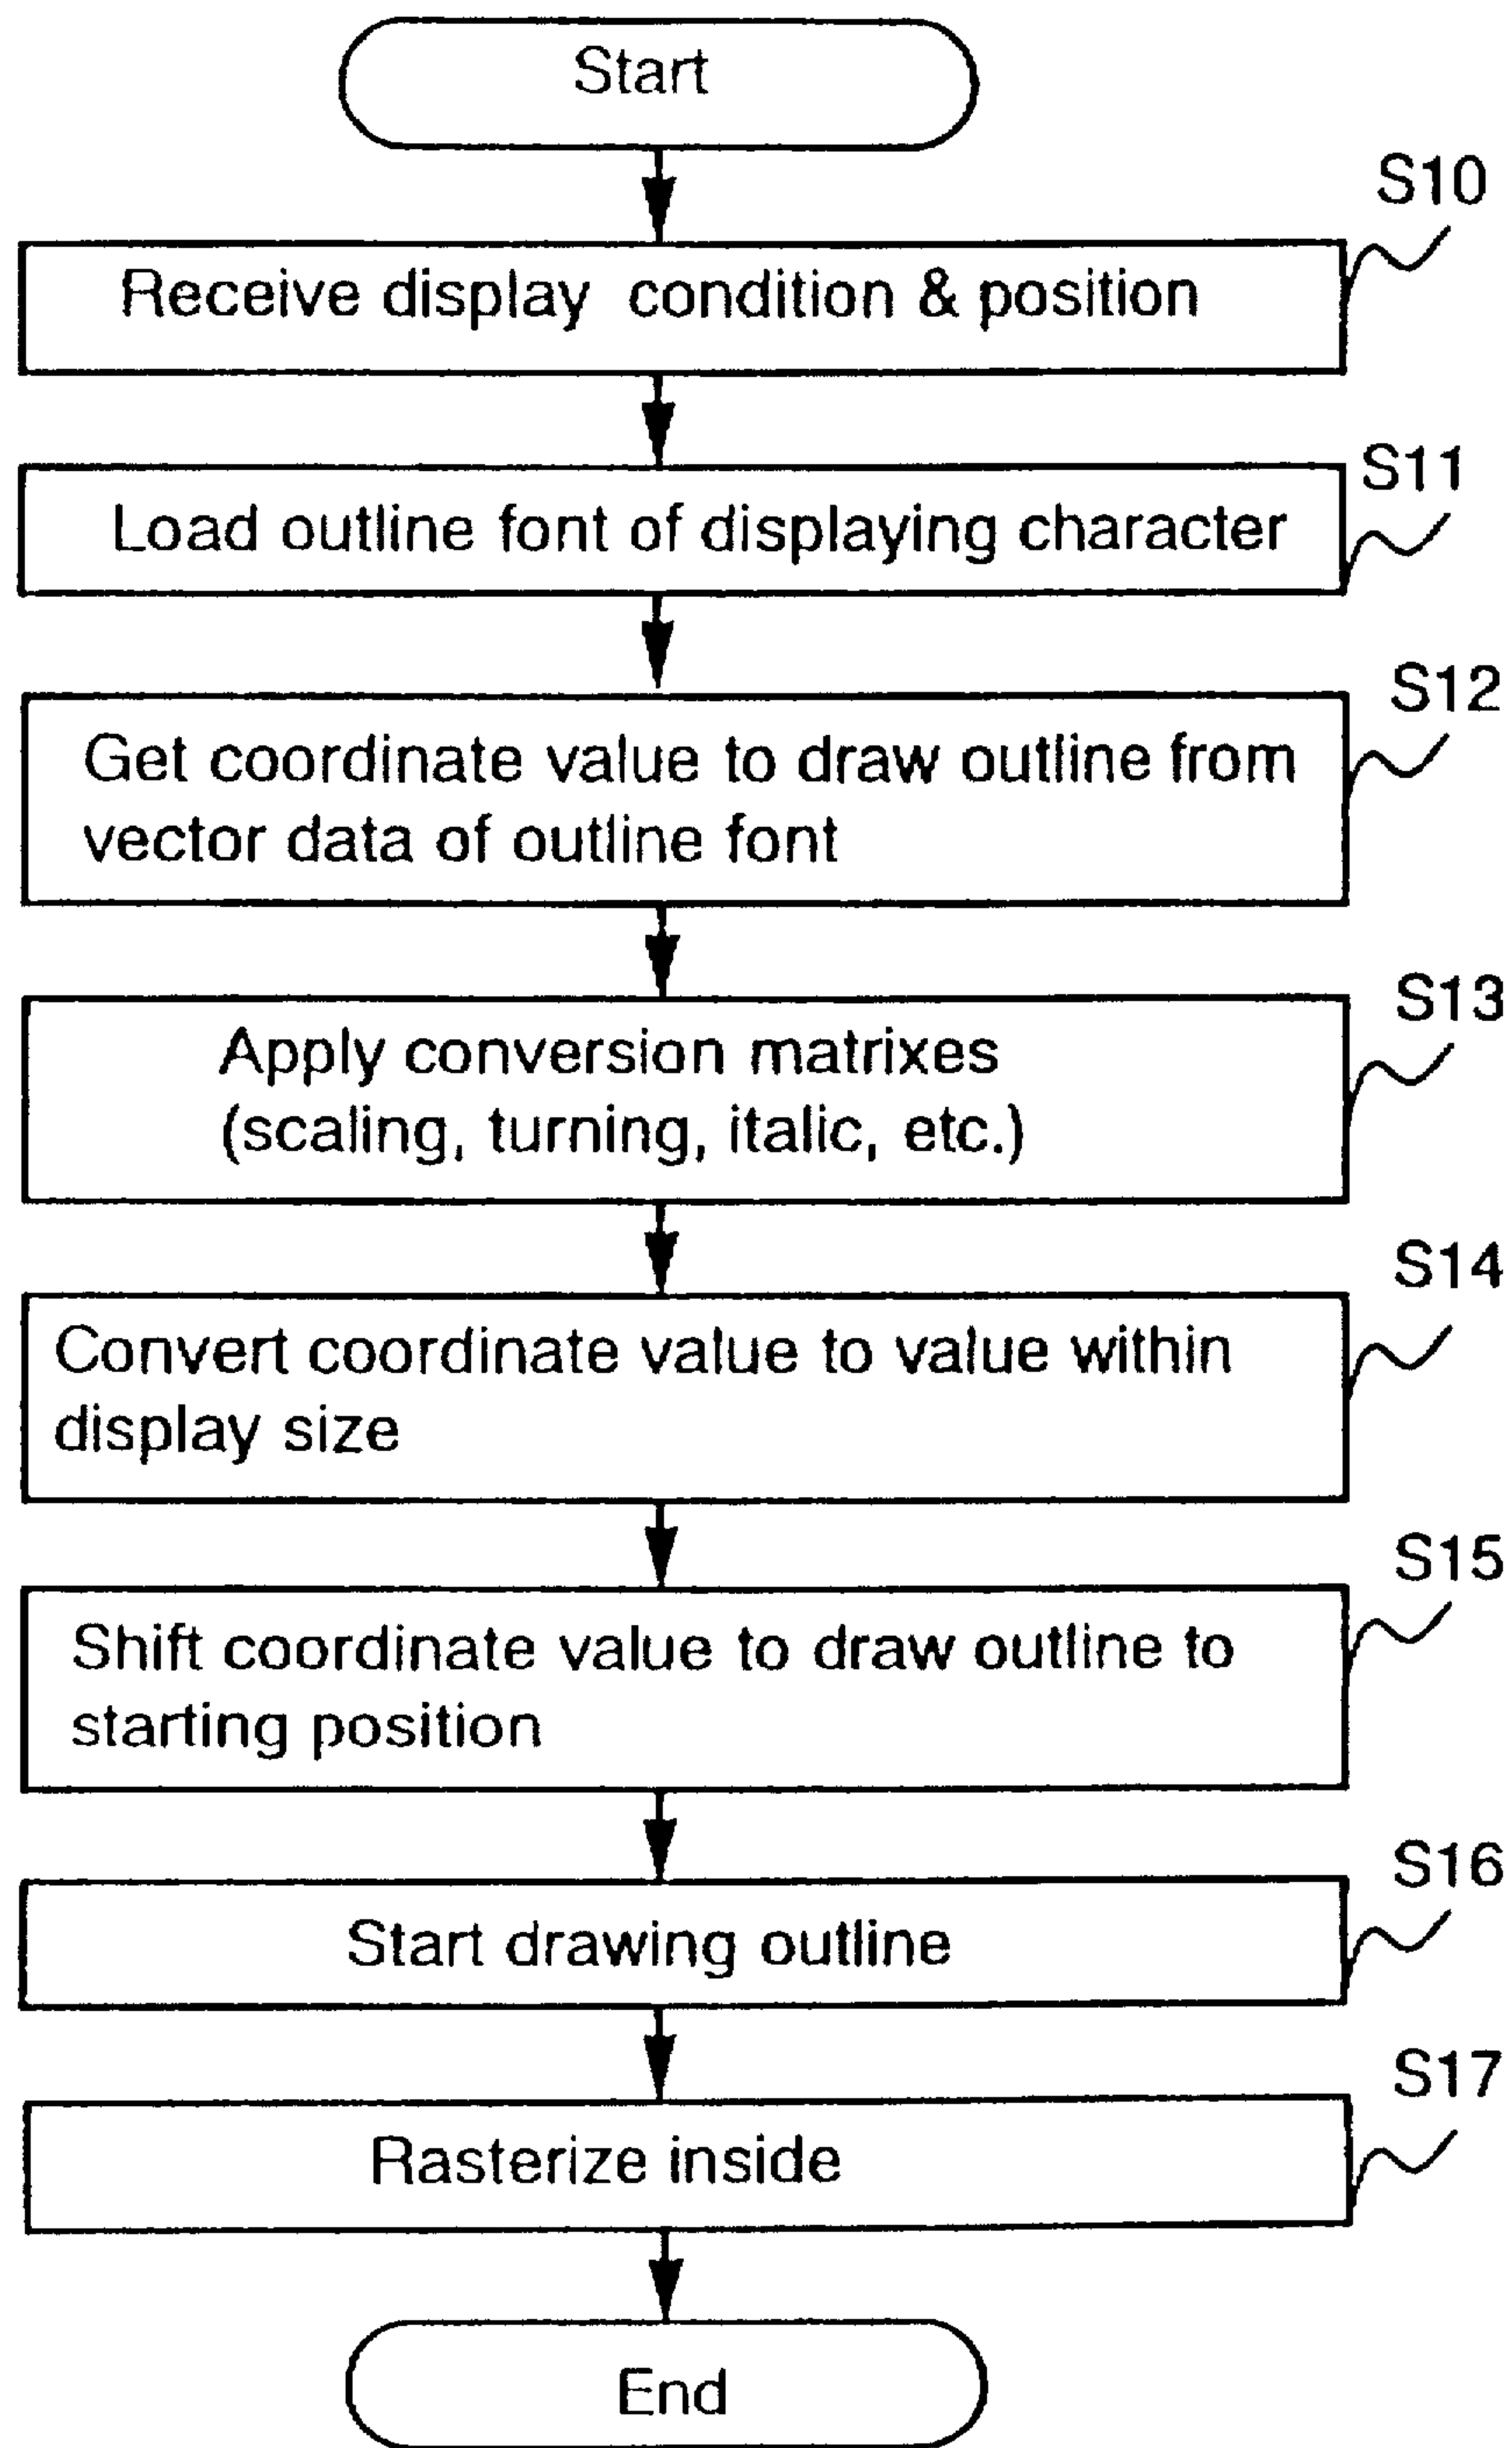 Start
S10
Receive display condition & position
S11
Load outline font of displaying character
S12
Get coordinate value to draw outline from
vector data of outline font
S13
Apply conversion matrixes
(scaling, turning, italic, etc.)
S14
Convert coordinate value to value within
display size
S15
Shift coordinate value to draw outline to
starting position
S16
Start drawing outline
S17
Rasterize inside
End